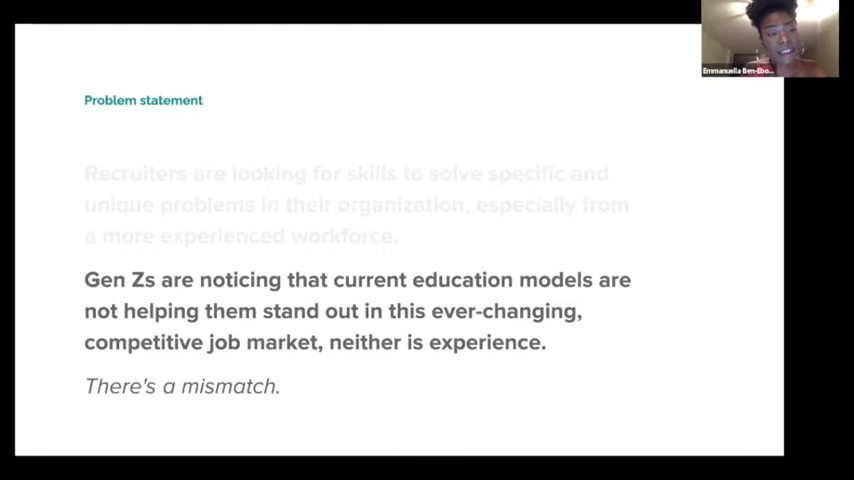 Emmanuella Ben-Ebo...
Problem statement
Recruiters are looking for skills to solve specific and
unique problems in their organization, especially from
a more experienced workforce.
Gen Zs are noticing that current education models are
not helping them stand out in this ever-changing,
competitive job market, neither is experience.
There's a mismatch.